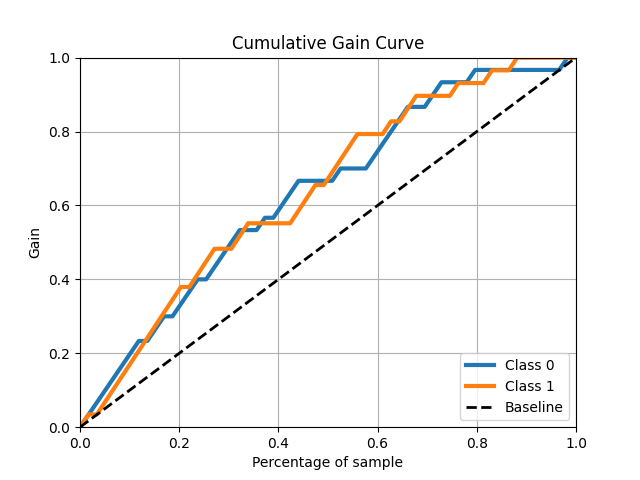 Cumulative Gain Curve
Gain
1.0
0.8
0.6
0.4
0.2
0.0
0.0 0.2 0.4 0.6 0.8 1.0
Percentage of sample
Class 0
Class 1
Baseline